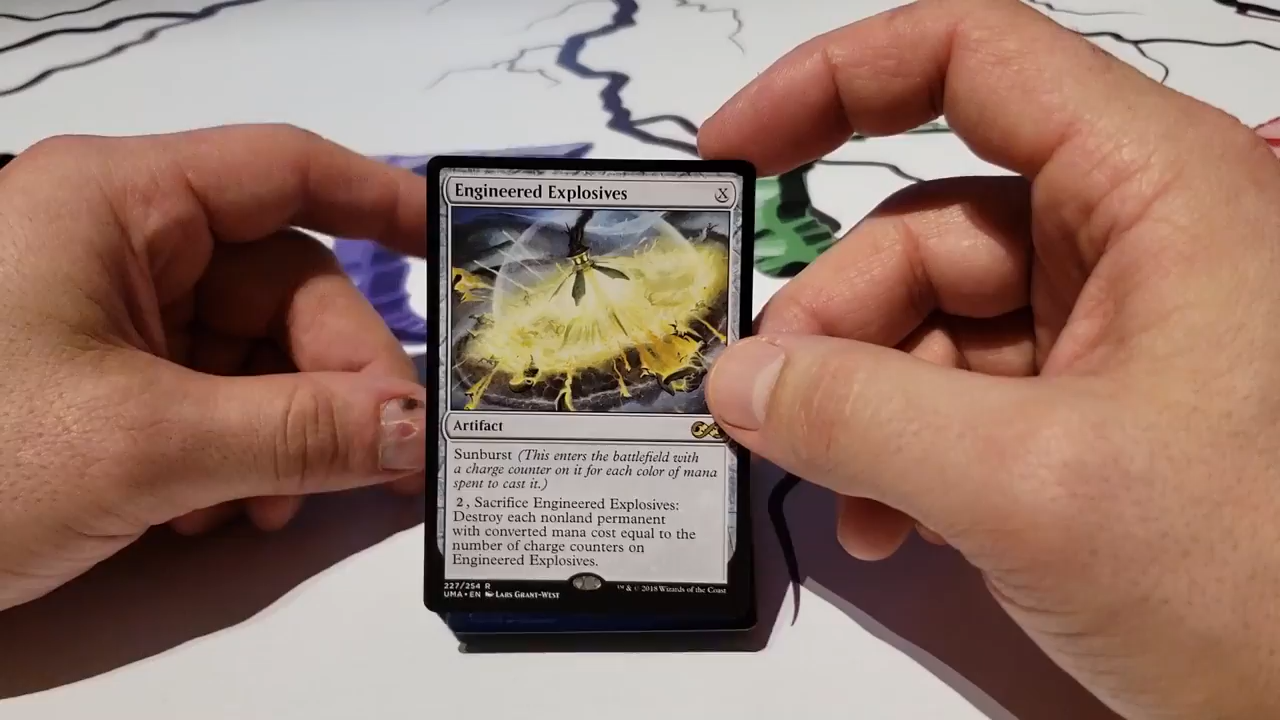 Engineered Explosives X
Artifact
Sunburst (This enters the battlefield with
a charge counter on it for each color of mana
spent to cast it.)
2, Sacrifice Engineered Explosives:
Destroy each nonland permanent
with converted mana cost equal to the
number of charge counters on
Engineered Explosives.
227/254 R
UMA • EN Lars Grant-West
™ & © 2018 Wizards of the Coast